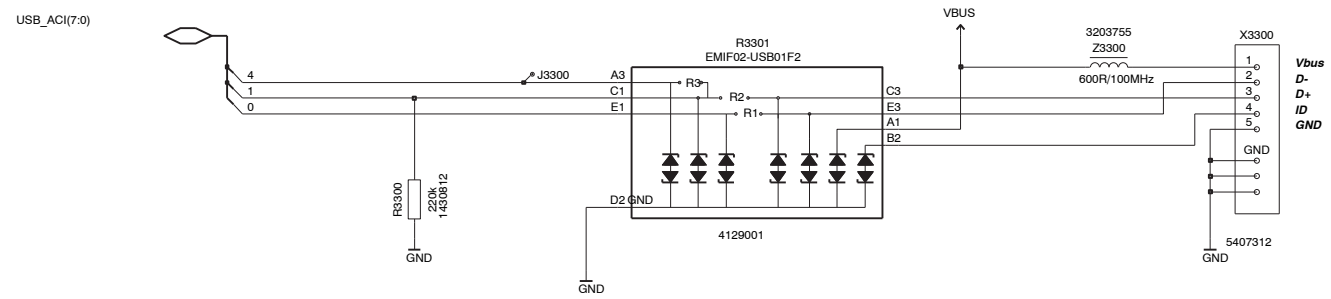 USB_ACI(7:0)
VBUS
3203755
Z3300
600R/100MHz
X3300
R3301
EMIF02-USB01F2
4
J3300
A3
R3
1
C1
R2
C3
0
E1
R1
E3
A1
B2
1
2
3
4
5
GND
Vbus
D-
D+
ID
GND
R3300
220k
1430812
GND
D2 GND
4129001
GND
5407312
GND